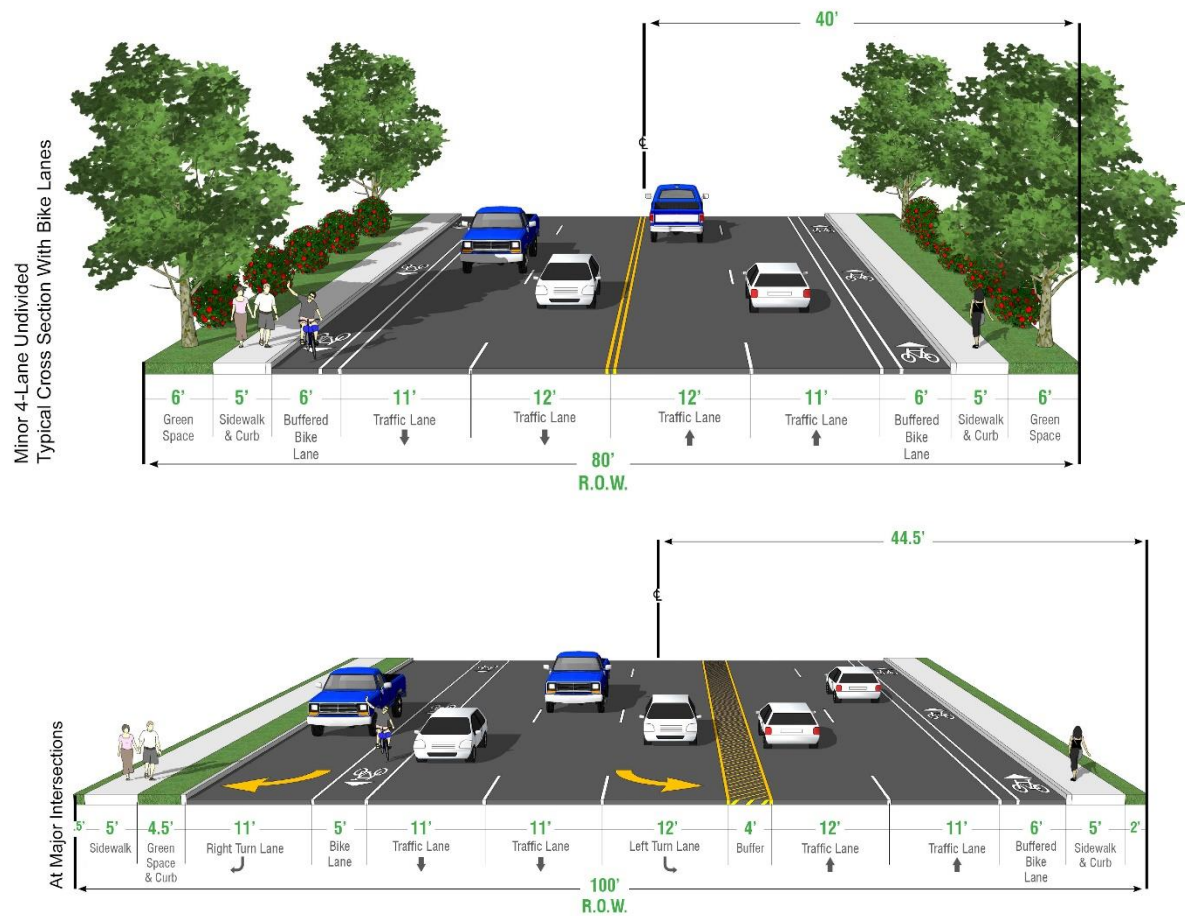 Minor 4-Lane Undivided
Typical Cross Section With Bike Lanes
40'
℄
6' 5' 6' 11' 12' 12' 11' 6' 5' 6'
Green Space
Sidewalk & Curb
Buffered Bike Lane
Traffic Lane
Traffic Lane
Traffic Lane
Traffic Lane
Buffered Bike Lane
Sidewalk & Curb
Green Space
80'
R.O.W.
At Major Intersections
44.5'
℄
.5' 5' 4.5' 11' 5' 11' 11' 12' 4' 12' 11' 6' 5' 2'
Sidewalk
Green Space & Curb
Right Turn Lane
Bike Lane
Traffic Lane
Traffic Lane
Left Turn Lane
Buffer
Traffic Lane
Traffic Lane
Buffered Bike Lane
Sidewalk & Curb
100'
R.O.W.